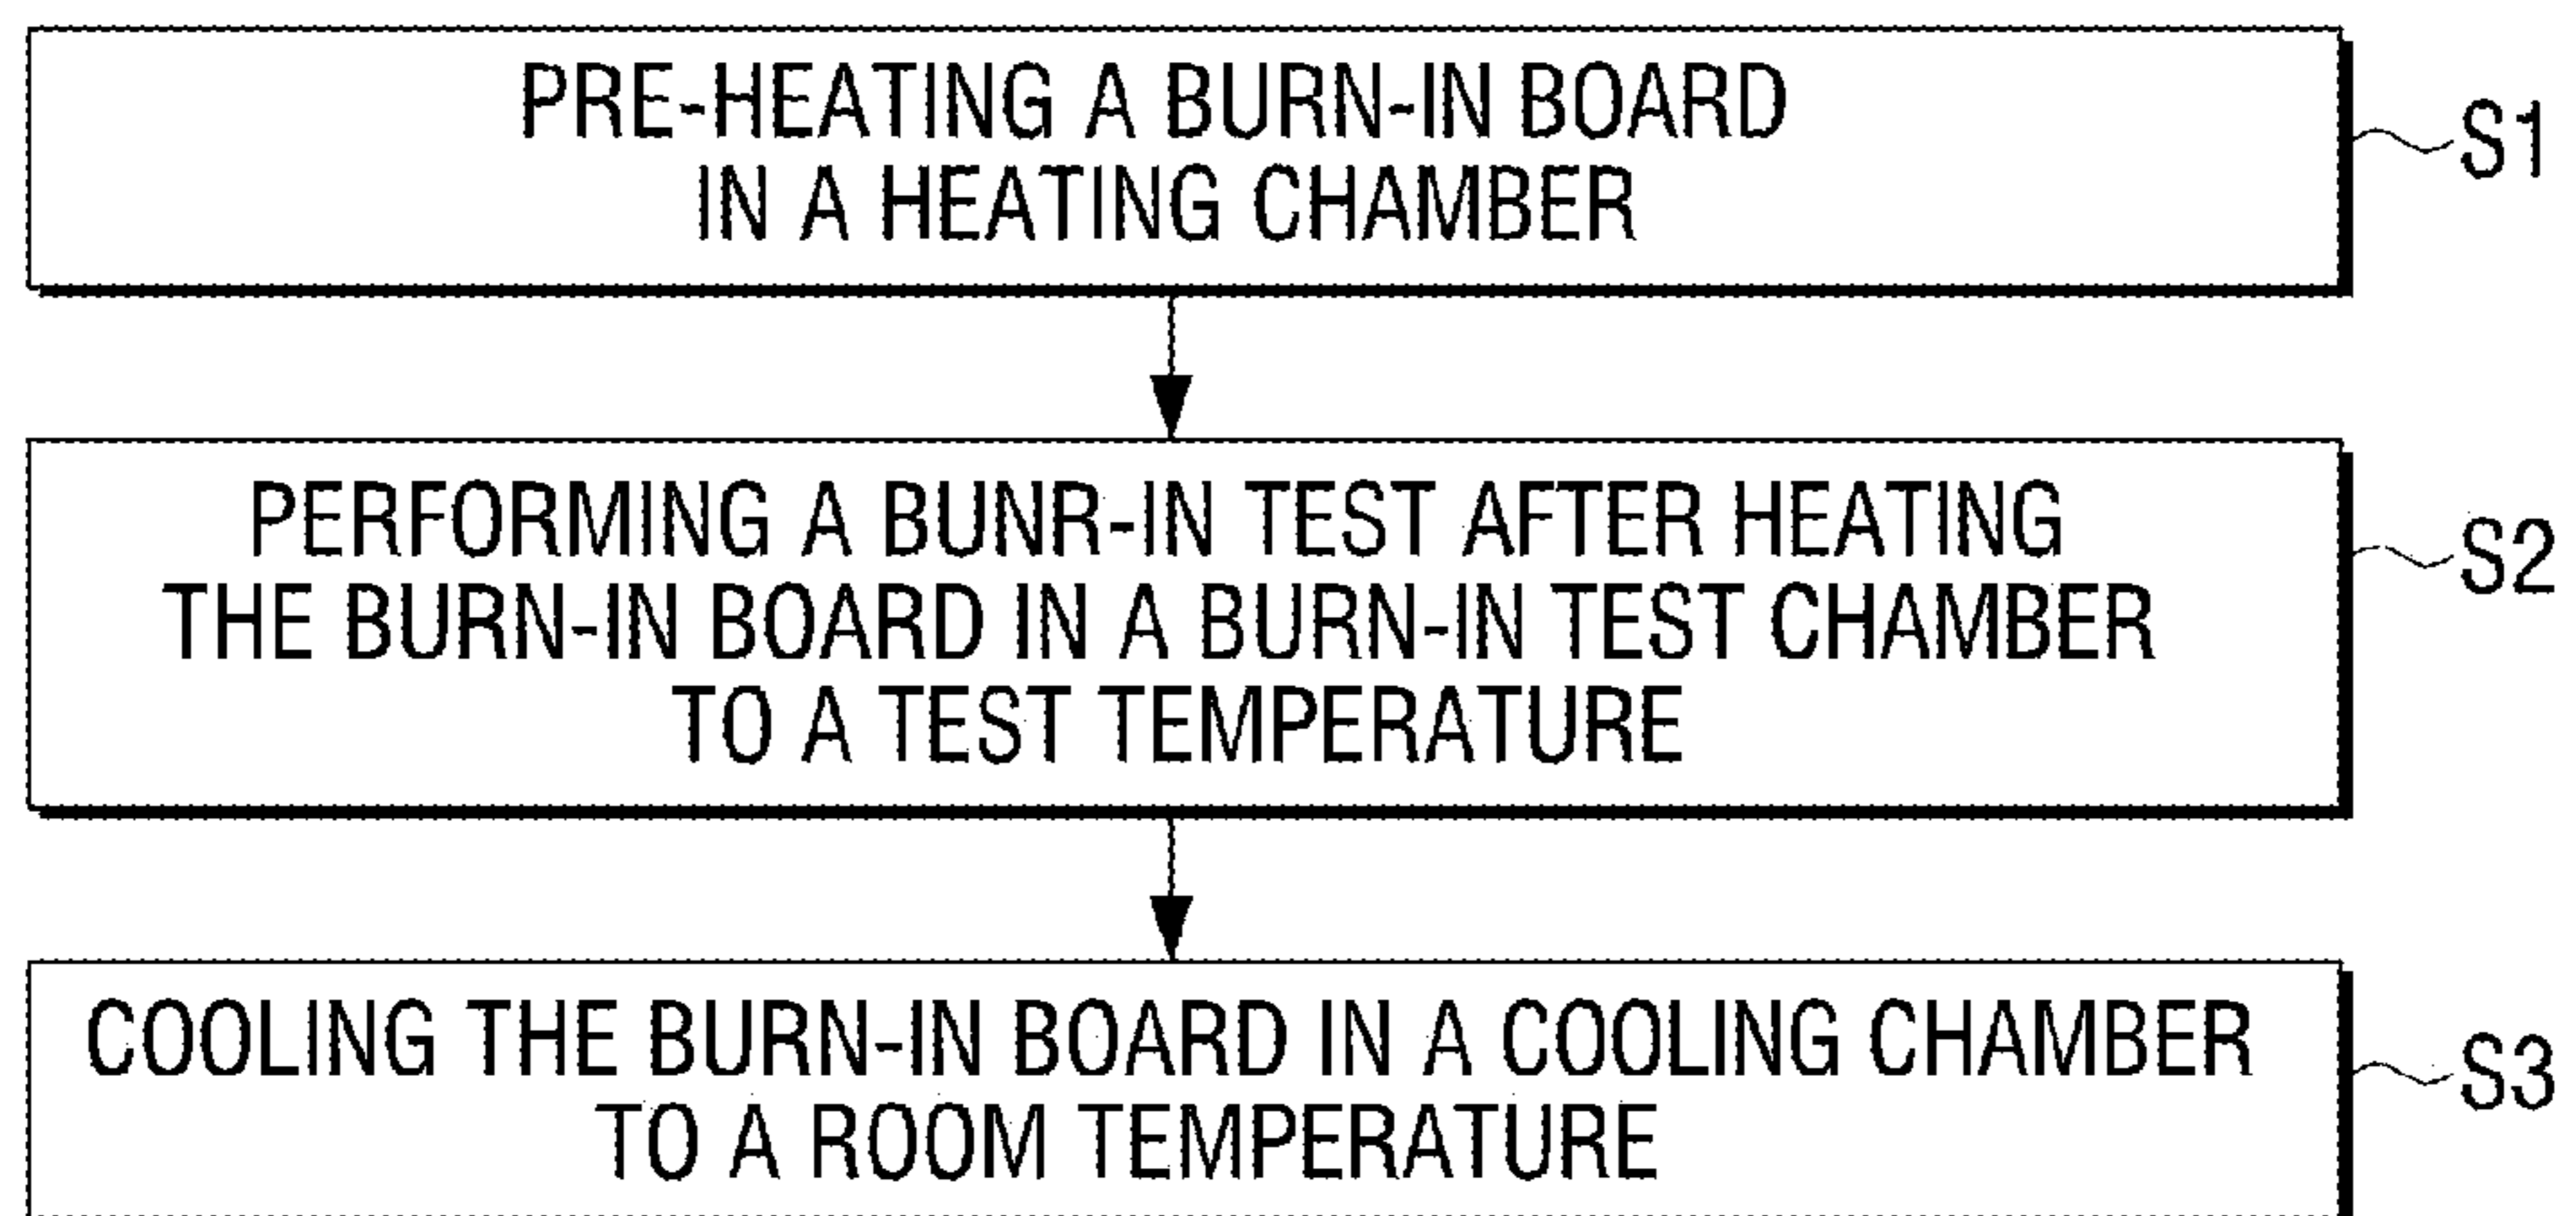 PRE-HEATING A BURN-IN BOARD
IN A HEATING CHAMBER
S1
PERFORMING A BUNR-IN TEST AFTER HEATING
THE BURN-IN BOARD IN A BURN-IN TEST CHAMBER
TO A TEST TEMPERATURE
S2
COOLING THE BURN-IN BOARD IN A COOLING CHAMBER
TO A ROOM TEMPERATURE
S3